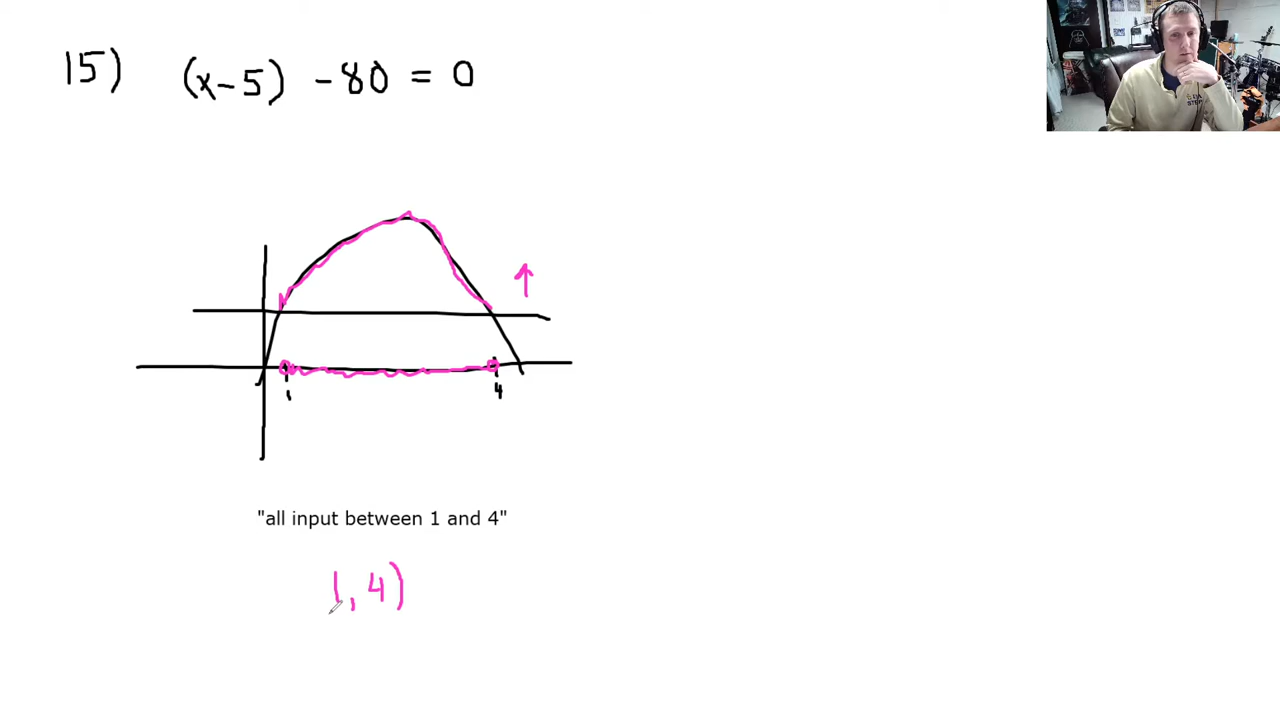 15) (x-5) -80 = 0
1 4
"all input between 1 and 4"
1, 4)